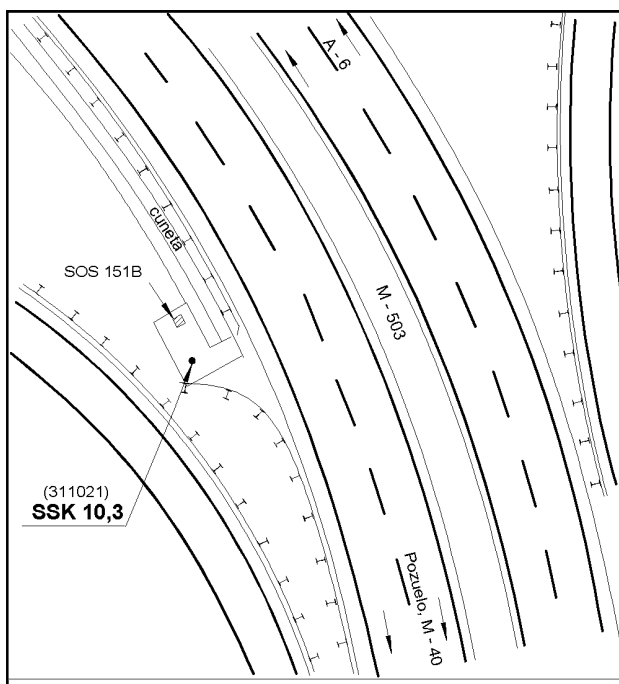 A - 6
cuneta
SOS 151B
M - 503
(311021)
SSK 10,3
Pozuelo, M - 40